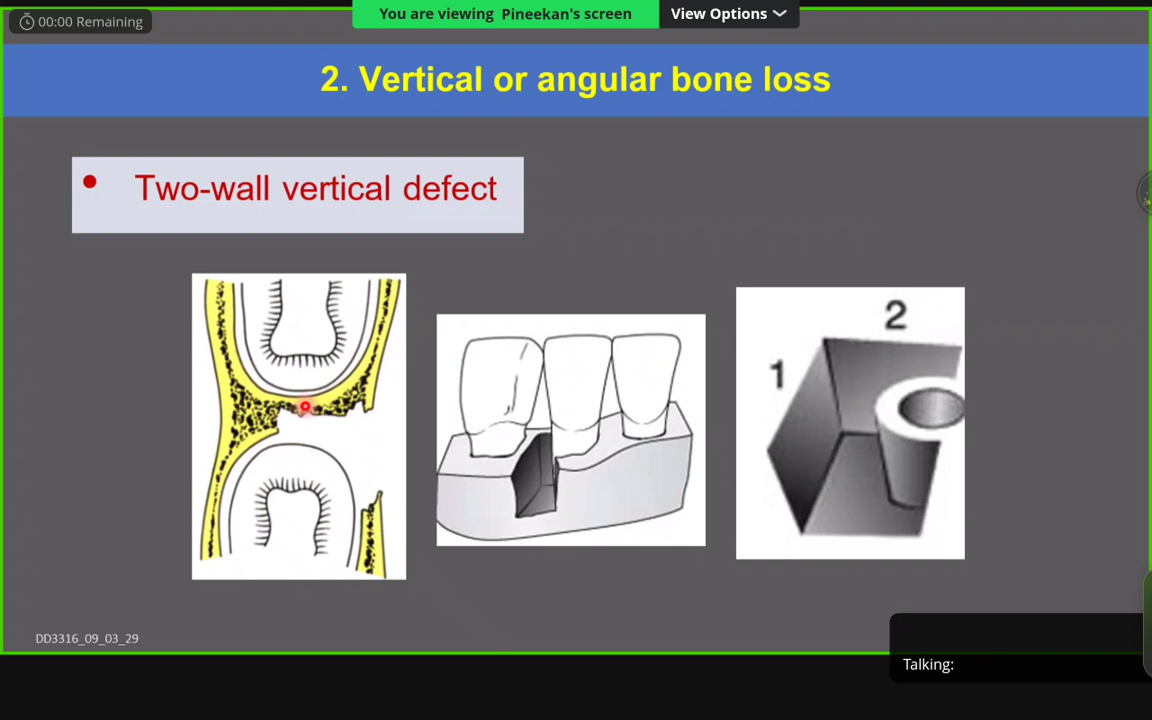 00:00 Remaining
You are viewing Pineekan's screen
View Options
2. Vertical or angular bone loss
• Two-wall vertical defect
2
1
DD3316_09_03_29
Talking: